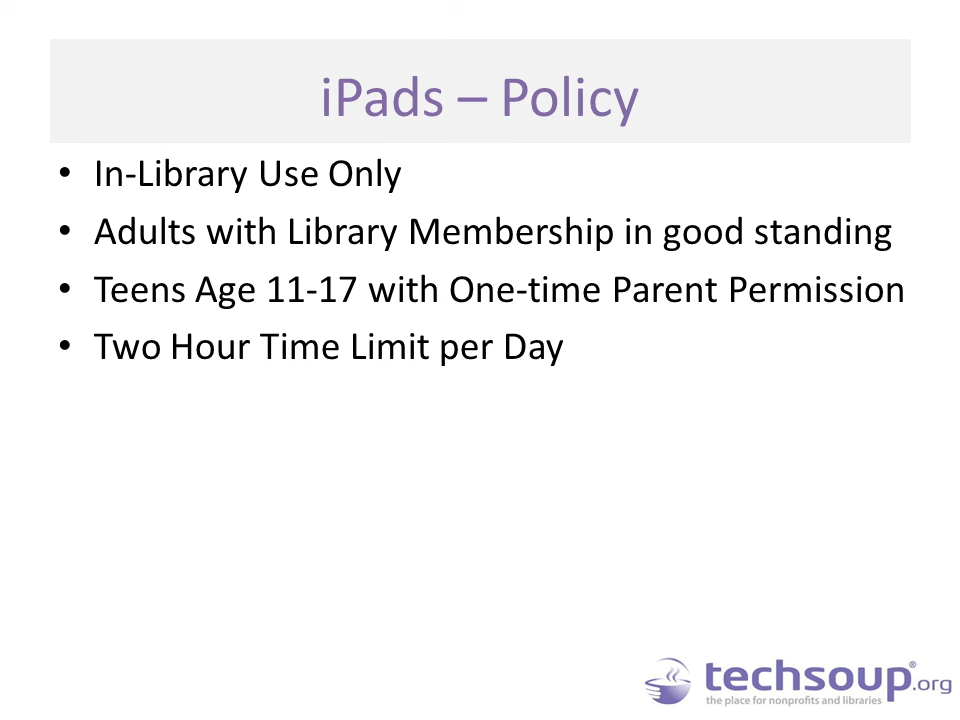 iPads – Policy
• In-Library Use Only
• Adults with Library Membership in good standing
• Teens Age 11-17 with One-time Parent Permission
• Two Hour Time Limit per Day
techsoup®.org
the place for nonprofits and libraries